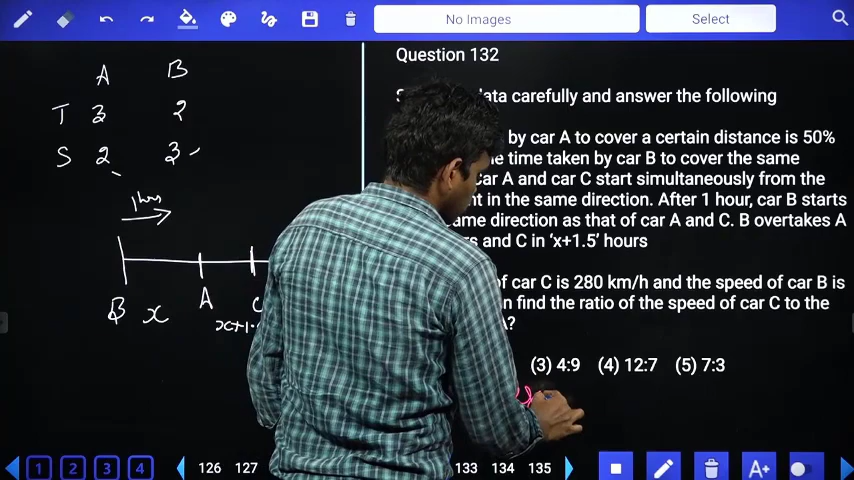 No Images
Select
A B
T 3 2
S 2 3
1 hrs
B x A
x+1.
Question 132
data carefully and answer the following
by car A to cover a certain distance is 50%
time taken by car B to cover the same
Car A and car C start simultaneously from the
in the same direction. After 1 hour, car B starts
direction as that of car A and C. B overtakes A
and C in ‘x+1.5’ hours
of car C is 280 km/h and the speed of car B is
find the ratio of the speed of car C to the
A?
(3) 4:9 (4) 12:7 (5) 7:3
1 2 3 4 126 127 133 134 135 A+